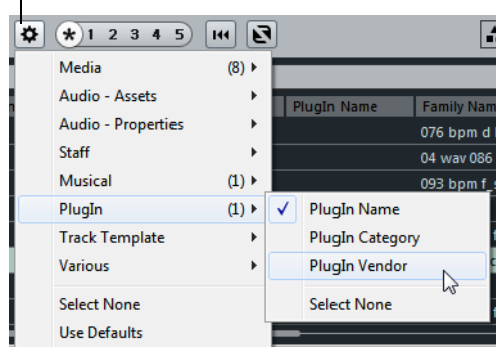 * 1 2 3 4 5
Media (8)
Audio - Assets
PlugIn Name Family Nam
Audio - Properties
076 bpm d
Staff
04 wav 086
Musical (1)
093 bpm f_s
PlugIn (1)
PlugIn Name
Track Template
PlugIn Category
Various
PlugIn Vendor
Select None
Select None
Use Defaults